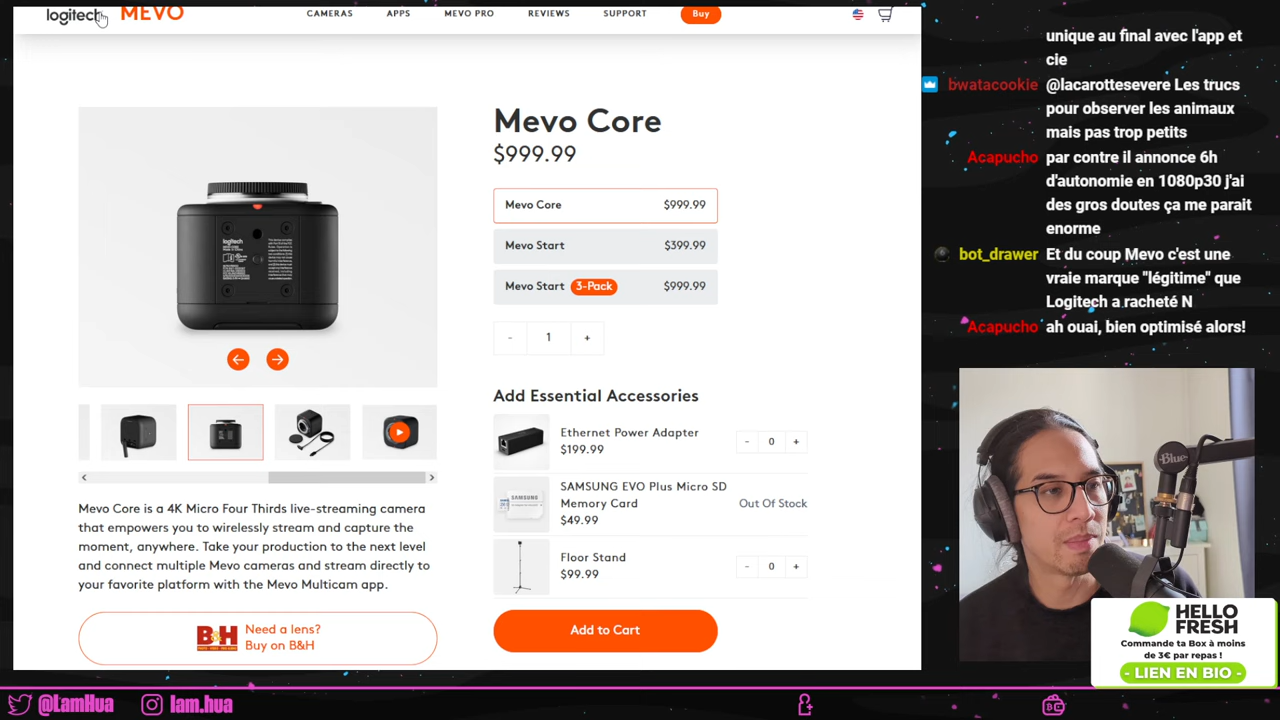 logitech MEVO
CAMERAS APPS MEVO PRO REVIEWS SUPPORT Buy
Mevo Core
$999.99
Mevo Core $999.99
Mevo Start $399.99
Mevo Start 3-Pack $999.99
- 1 +
Add Essential Accessories
Ethernet Power Adapter
$199.99
- 0 +
SAMSUNG EVO Plus Micro SD
Memory Card
$49.99
Out Of Stock
Floor Stand
$99.99
- 0 +
Add to Cart
logitech
SAMSUNG
Mevo Core is a 4K Micro Four Thirds live-streaming camera
that empowers you to wirelessly stream and capture the
moment, anywhere. Take your production to the next level
and connect multiple Mevo cameras and stream directly to
your favorite platform with the Mevo Multicam app.
B&H Need a lens?
Buy on B&H
unique au final avec l'app et
cie
bwatacookie @lacarottesevere Les trucs
pour observer les animaux
mais pas trop petits
Acapucho par contre il annonce 6h
d'autonomie en 1080p30 j'ai
des gros doutes ça me parait
enorme
bot_drawer Et du coup Mevo c'est une
vraie marque "légitime" que
Logitech a racheté N
Acapucho ah ouai, bien optimisé alors!
Blue
HELLO
FRESH
Commande ta Box à moins
de 3€ par repas !
- LIEN EN BIO -
@LamHua lam.hua